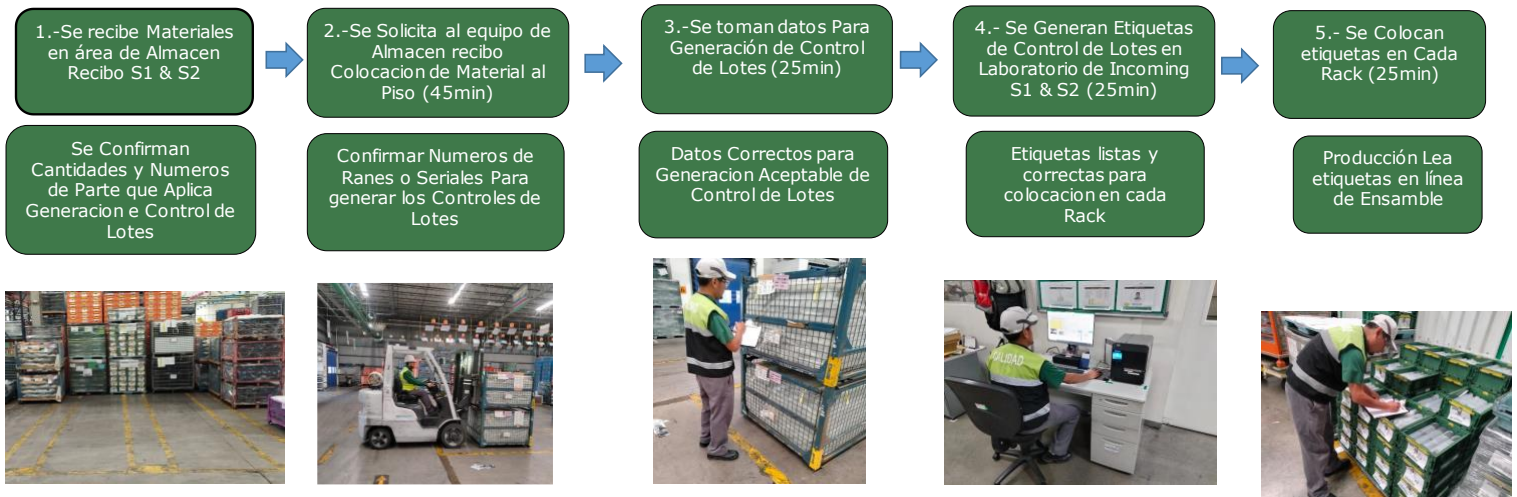 1.-Se recibe Materiales
en área de Almacen
Recibo S1 & S2
2.-Se Solicita al equipo de
Almacen recibo
Colocacion de Material al
Piso (45min)
3.-Se toman datos Para
Generación de Control
de Lotes (25min)
4.- Se Generan Etiquetas
de Control de Lotes en
Laboratorio de Incoming
S1 & S2 (25min)
5.- Se Colocan
etiquetas en Cada
Rack (25min)
Se Confirman
Cantidades y Numeros
de Parte que Aplica
Generacion e Control de
Lotes
Confirmar Numeros de
Ranes o Seriales Para
generar los Controles de
Lotes
Datos Correctos para
Generacion Aceptable de
Control de Lotes
Etiquetas listas y
correctas para
colocacion en cada
Rack
Producción Lea
etiquetas en línea
de Ensamble
CALIDAD